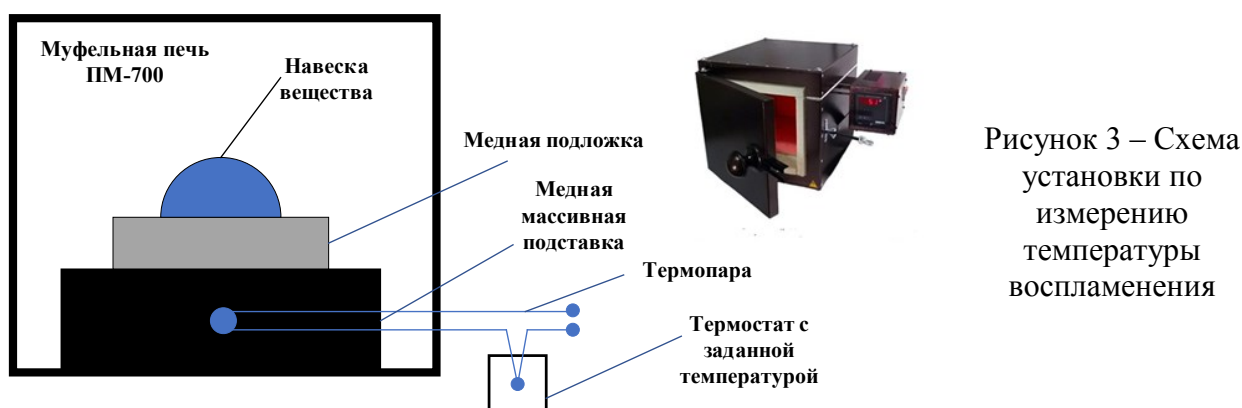 Муфельная печь
ПМ-700
Навеска
вещества
Медная подложка
Медная
массивная
подставка
Термопара
Термостат с
заданной
температурой
Рисунок 3 – Схема
установки по
измерению
температуры
воспламенения